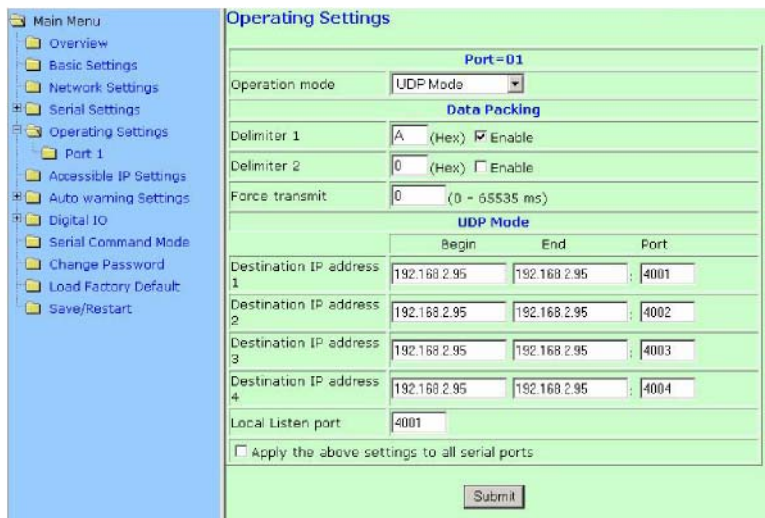 Main Menu
Overview
Basic Settings
Network Settings
Serial Settings
Operating Settings
Port 1
Accessible IP Settings
Auto warning Settings
Digital IO
Serial Command Mode
Change Password
Load Factory Default
Save/Restart
Operating Settings
Port=01
Operation mode UDP Mode
Data Packing
Delimiter 1 A (Hex) Enable
Delimiter 2 0 (Hex) Enable
Force transmit 0 (0 - 65535 ms)
UDP Mode
Begin End Port
Destination IP address
1 192.168.2.95 192.168.2.95 : 4001
Destination IP address
2 192.168.2.95 192.168.2.95 : 4002
Destination IP address
3 192.168.2.95 192.168.2.95 : 4003
Destination IP address
4 192.168.2.95 192.168.2.95 : 4004
Local Listen port 4001
Apply the above settings to all serial ports
Submit